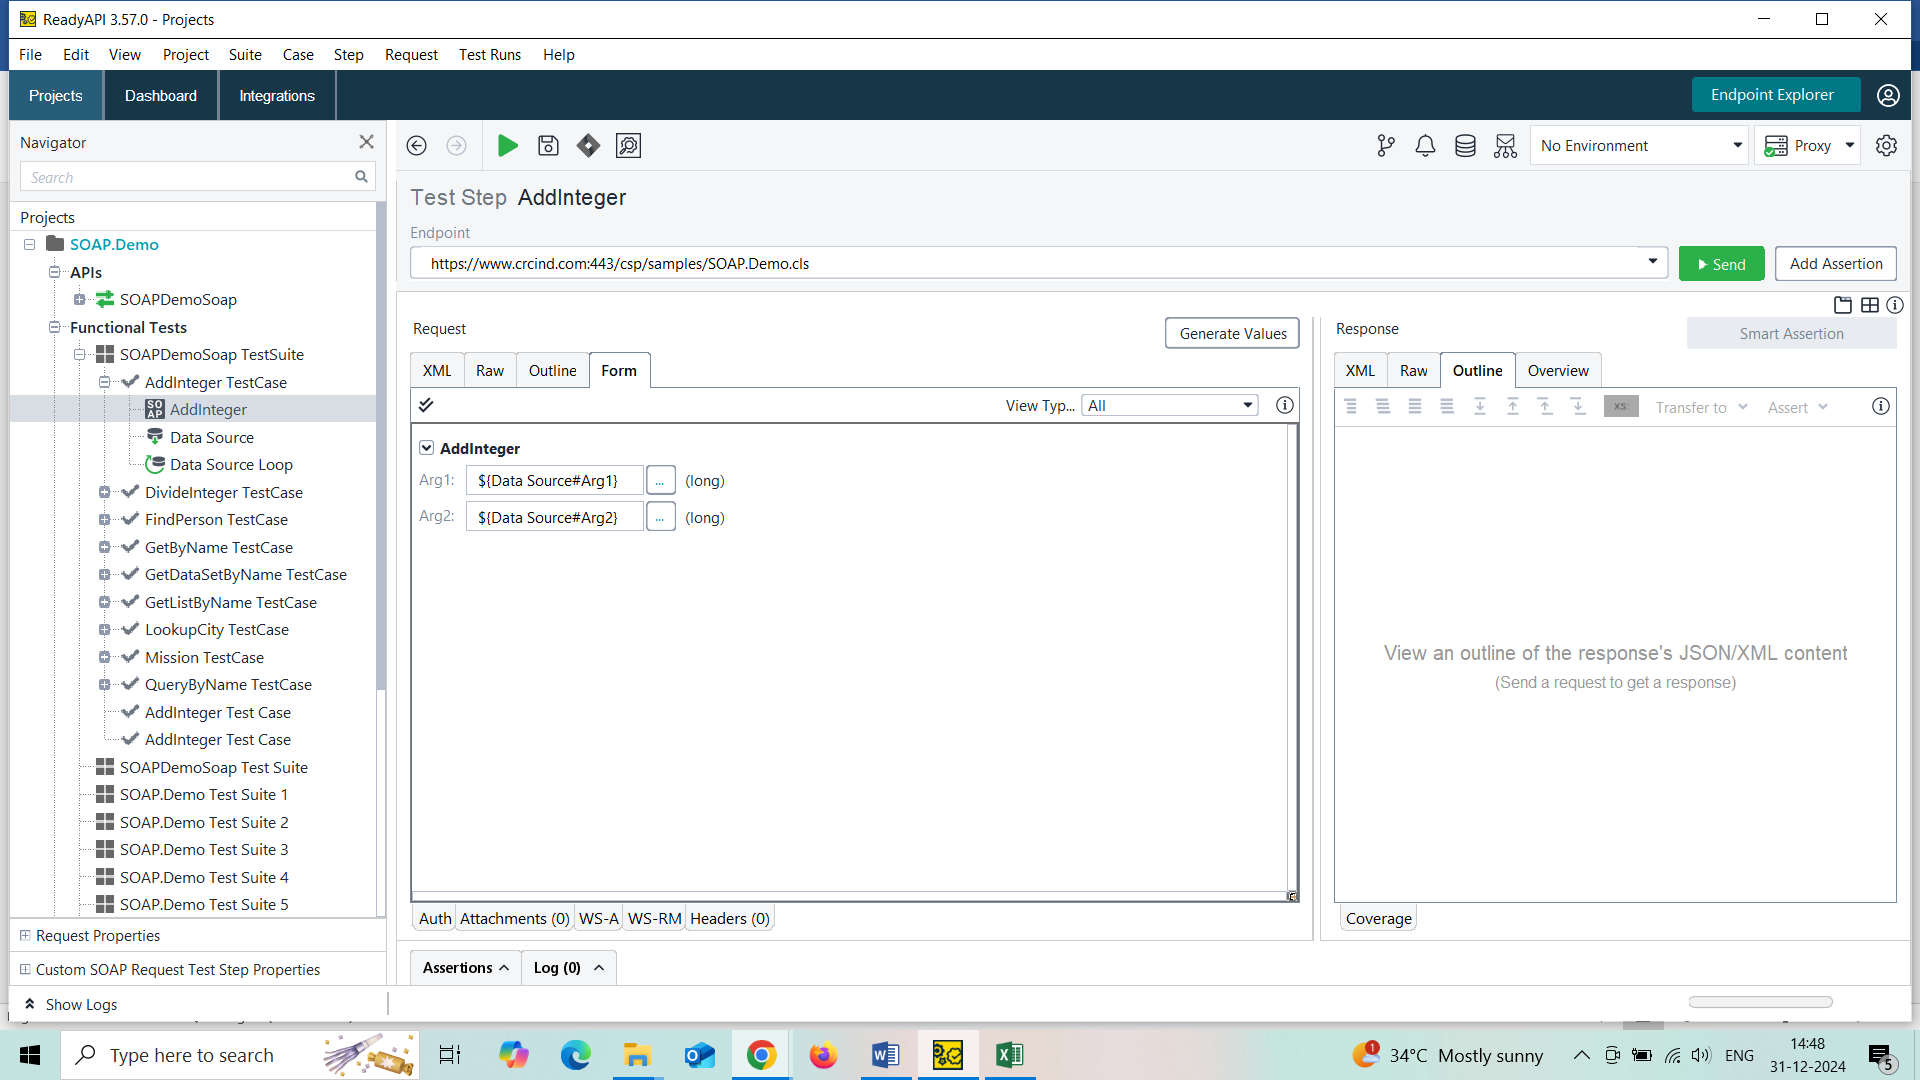 ReadyAPI 3.57.0 - Projects
File Edit View Project Suite Case Step Request Test Runs Help
Projects Dashboard Integrations Endpoint Explorer
Navigator
Search
No Environment Proxy
Projects
SOAP.Demo
APIs
SOAPDemoSoap
Functional Tests
SOAPDemoSoap TestSuite
AddInteger TestCase
AddInteger
Data Source
Data Source Loop
DivideInteger TestCase
FindPerson TestCase
GetByName TestCase
GetDataSetByName TestCase
GetListByName TestCase
LookupCity TestCase
Mission TestCase
QueryByName TestCase
AddInteger Test Case
AddInteger Test Case
SOAPDemoSoap Test Suite
SOAP.Demo Test Suite 1
SOAP.Demo Test Suite 2
SOAP.Demo Test Suite 3
SOAP.Demo Test Suite 4
SOAP.Demo Test Suite 5
Request Properties
Custom SOAP Request Test Step Properties
Show Logs
Test Step AddInteger
Endpoint
https://www.crcind.com:443/csp/samples/SOAP.Demo.cls Send Add Assertion
Request Generate Values
XML Raw Outline Form
View Typ... All
AddInteger
Arg1: ${Data Source#Arg1} ... (long)
Arg2: ${Data Source#Arg2} ... (long)
Auth Attachments (0) WS-A WS-RM Headers (0)
Assertions Log (0)
Response Smart Assertion
XML Raw Outline Overview
XS: Transfer to Assert
View an outline of the response's JSON/XML content
(Send a request to get a response)
Coverage
Type here to search
34°C Mostly sunny
ENG
14:48
31-12-2024
1
5